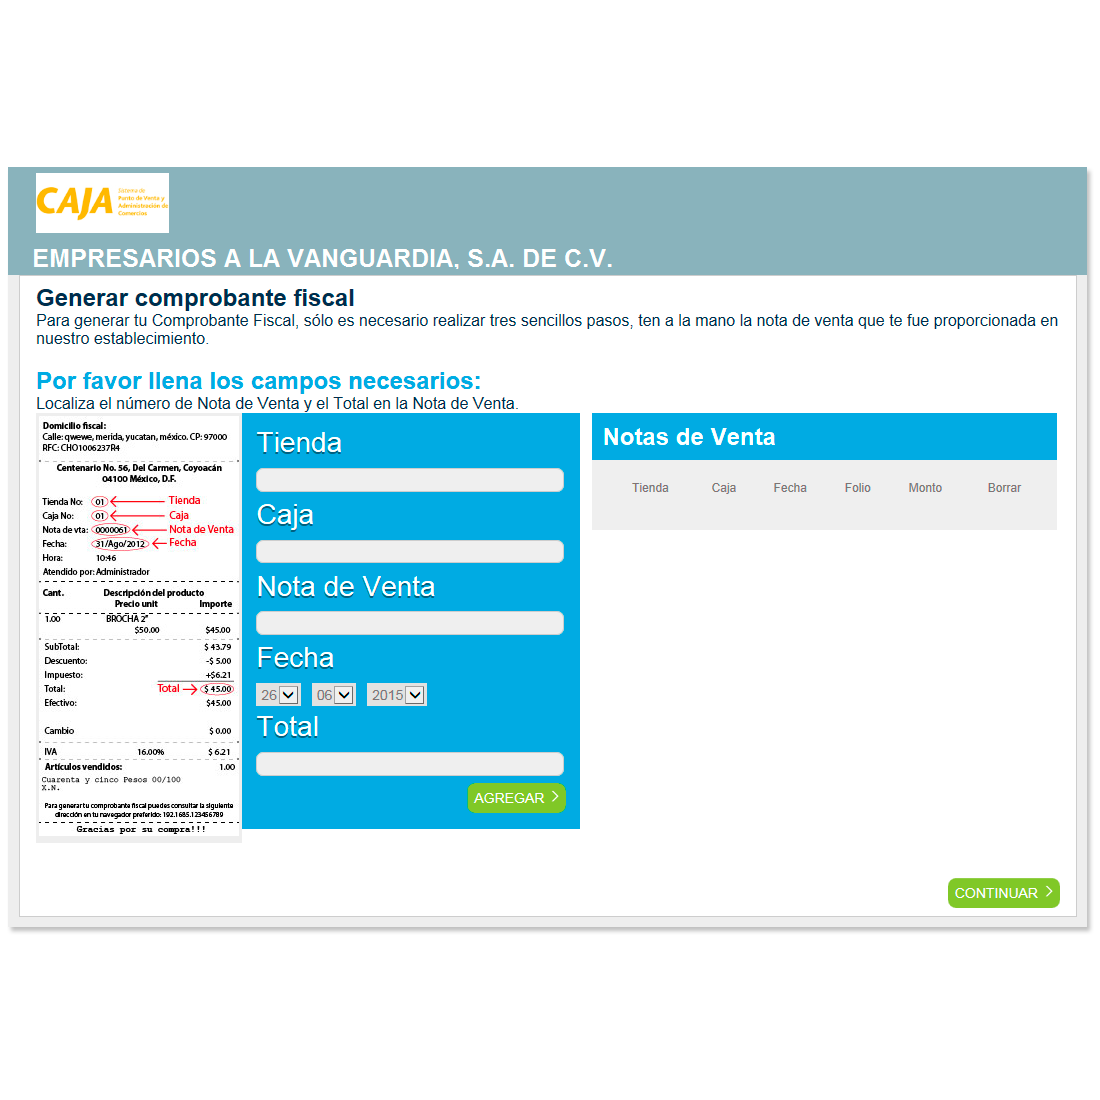 CAJA
Sistema de
Punto de Venta y
Administración de
Comercios
EMPRESARIOS A LA VANGUARDIA, S.A. DE C.V.
Generar comprobante fiscal
Para generar tu Comprobante Fiscal, sólo es necesario realizar tres sencillos pasos, ten a la mano la nota de venta que te fue proporcionada en
nuestro establecimiento.
Por favor llena los campos necesarios:
Localiza el número de Nota de Venta y el Total en la Nota de Venta.
Domicilio fiscal:
Calle: qwewe, merida, yucatan, méxico. CP: 97000
RFC: CHO1006237R4
Centenario No. 56, Del Carmen, Coyoacán
04100 México, D.F.
Tienda No: 01 Tienda
Caja No: 01 Caja
Nota de vta: 0000061 Nota de Venta
Fecha: 31/Ago/2012 Fecha
Hora: 10:46
Atendido por: Administrador
Cant. Descripción del producto
Precio unit Importe
1.00 BROCHA 2"
$50.00 $45.00
SubTotal: $ 43.79
Descuento: -$ 5.00
Impuesto: +$6.21
Total: Total $ 45.00
Efectivo: $45.00
Cambio $ 0.00
IVA 16.00% $ 6.21
Artículos vendidos: 1.00
Cuarenta y cinco Pesos 00/100
X.N.
Para generar tu comprobante fiscal puedes consultar la siguiente
dirección en tu navegador preferido: 192.1685.123456789
Gracias por su compra!!!
Tienda
Caja
Nota de Venta
Fecha
26 06 2015
Total
AGREGAR
Notas de Venta
Tienda Caja Fecha Folio Monto Borrar
CONTINUAR